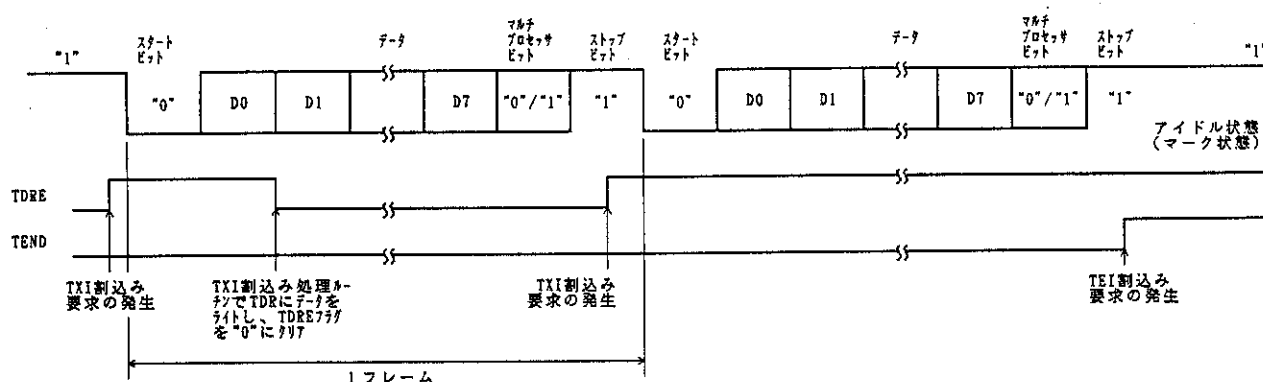 "1"
スタート
ビット
データ
マルチ
プロセッサ
ビット
ストップ
ビット
スタート
ビット
データ
マルチ
プロセッサ
ビット
ストップ
ビット
"1"
"0"
D0
D1
D7
"0"/"1"
"1"
"0"
D0
D1
D7
"0"/"1"
"1"
アイドル状態
(マーク状態)
TDRE
TEND
TXI割込み
要求の発生
TXI割込み処理ルー
チンでTDRにデータを
ライトし、TDREフラグ
を"0"にクリア
TXI割込み
要求の発生
TEI割込み
要求の発生
1フレーム